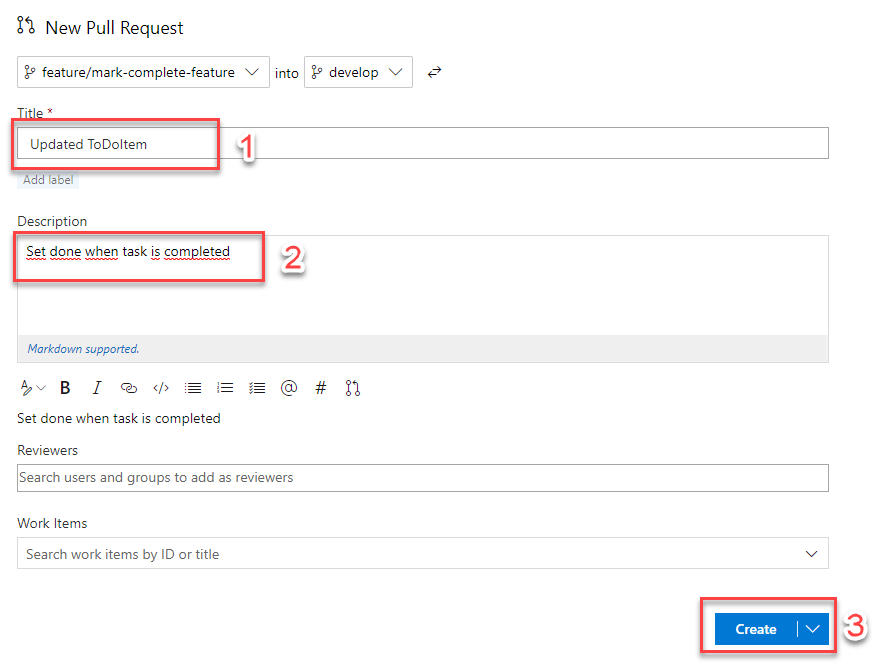 New Pull Request
feature/mark-complete-feature into develop
Title *
Updated ToDoItem
1
Add label
Description
Set done when task is completed
2
Markdown supported.
B I </> @ #
Set done when task is completed
Reviewers
Search users and groups to add as reviewers
Work Items
Search work items by ID or title
Create
3